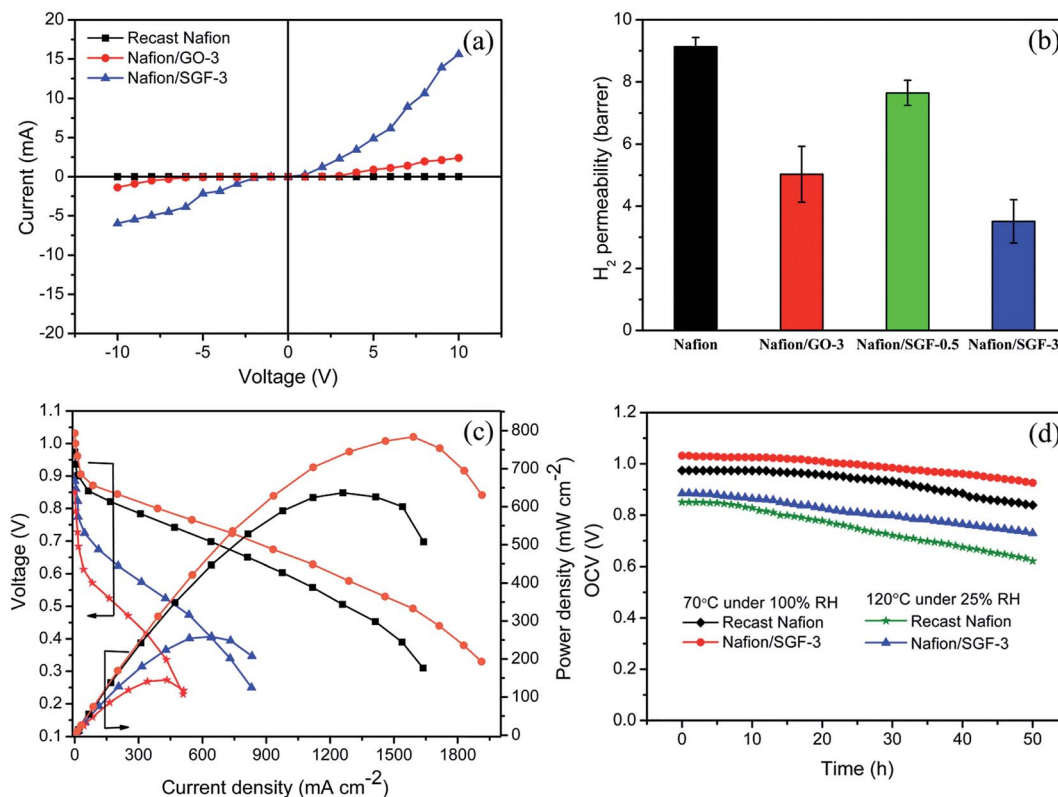 (a)
Recast Nafion
Nafion/GO-3
Nafion/SGF-3
Current (mA)
20
15
10
5
0
-5
-10
-15
-20
-10 -5 0 5 10
Voltage (V)
(b)
H2 permeability (barrer)
10
8
6
4
2
0
Nafion Nafion/GO-3 Nafion/SGF-0.5 Nafion/SGF-3
(c)
Voltage (V)
1.1
1.0
0.9
0.8
0.7
0.6
0.5
0.4
0.3
0.2
0.1
0 300 600 900 1200 1500 1800
Current density (mA cm-2)
800
700
600
500
400
300
200
100
0
Power density (mW cm-2)
(d)
OCV (V)
1.2
1.0
0.8
0.6
0.4
0.2
0.0
70°C under 100% RH
Recast Nafion
Nafion/SGF-3
120°C under 25% RH
Recast Nafion
Nafion/SGF-3
0 10 20 30 40 50
Time (h)